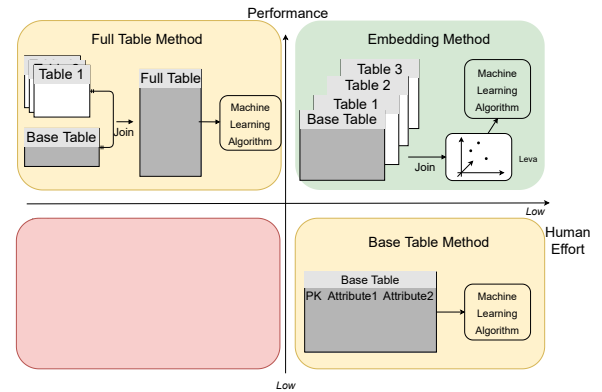 Performance
Full Table Method
Table 1
Base Table
Join
Full Table
Machine
Learning
Algorithm
Embedding Method
Table 3
Table 2
Table 1
Base Table
Join
Machine
Learning
Algorithm
Leva
Low
Human
Effort
Base Table Method
Base Table
PK Attribute1 Attribute2
Machine
Learning
Algorithm
Low